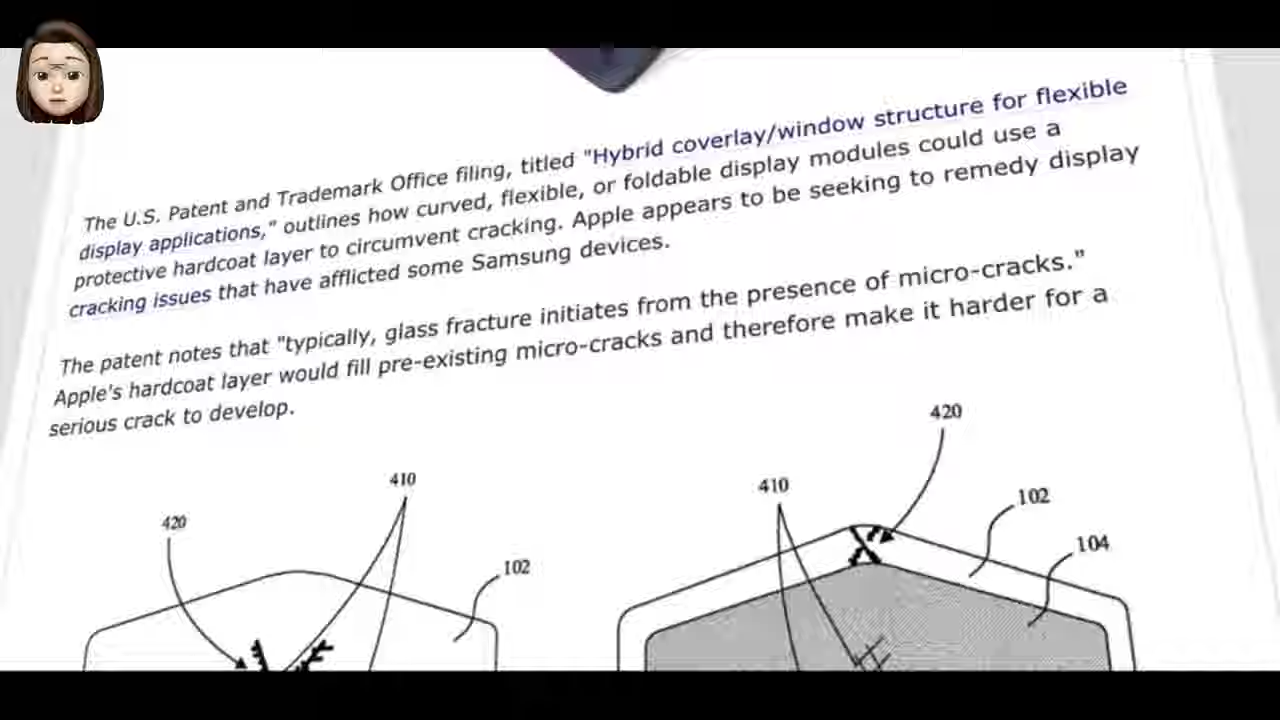 The U.S. Patent and Trademark Office filing, titled "Hybrid coverlay/window structure for flexible
display applications," outlines how curved, flexible, or foldable display modules could use a
protective hardcoat layer to circumvent cracking. Apple appears to be seeking to remedy display
cracking issues that have afflicted some Samsung devices.
The patent notes that "typically, glass fracture initiates from the presence of micro-cracks."
Apple's hardcoat layer would fill pre-existing micro-cracks and therefore make it harder for a
serious crack to develop.
420
410
102
410
420
102
104